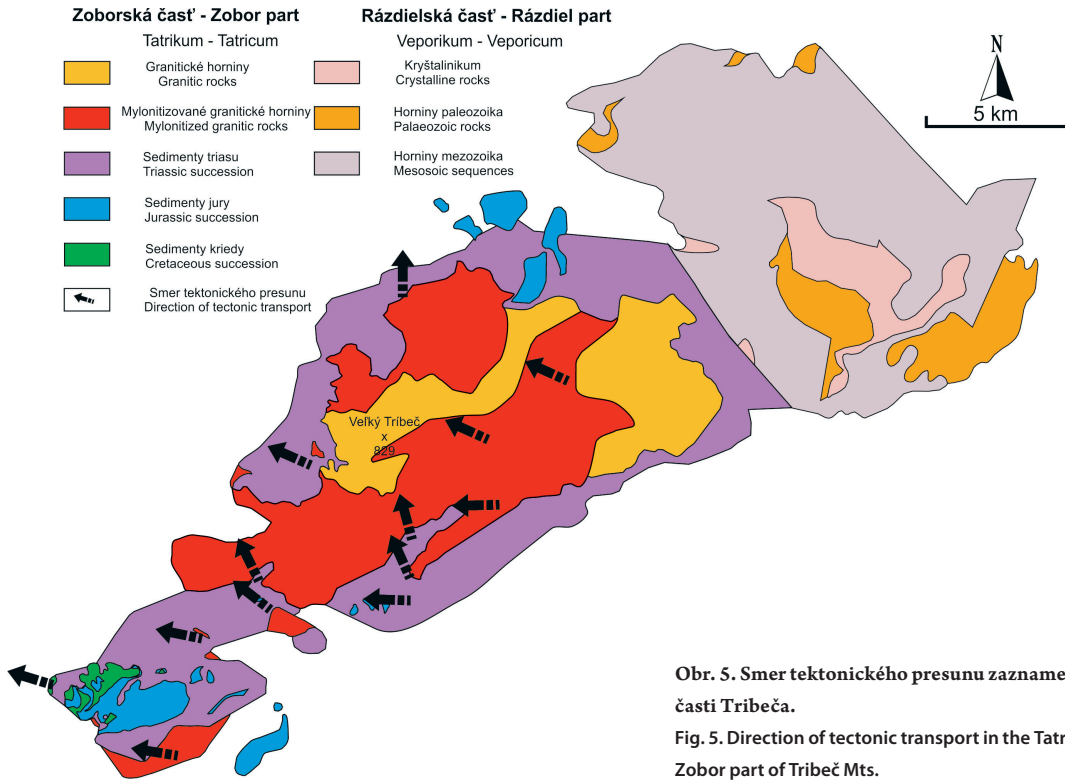 Zoborská časť - Zobor part
Tatrikum - Tatricum
Granitické horniny
Granitic rocks
Mylonitizované granitické horniny
Mylonitized granitic rocks
Sedimenty triasu
Triassic succession
Sedimenty jury
Jurassic succession
Sedimenty kriedy
Cretaceous succession
Smer tektonického presunu
Direction of tectonic transport
Rázdielská časť - Rázdiel part
Veporikum - Veporicum
Kryštalinikum
Crystalline rocks
Horniny paleozoika
Palaeozoic rocks
Horniny mezozoika
Mesosoic sequences
N
5 km
Veľký Tríbeč
x
829
Obr. 5. Smer tektonického presunu zazname
časti Tribeča.
Fig. 5. Direction of tectonic transport in the Tatr
Zobor part of Tribeč Mts.